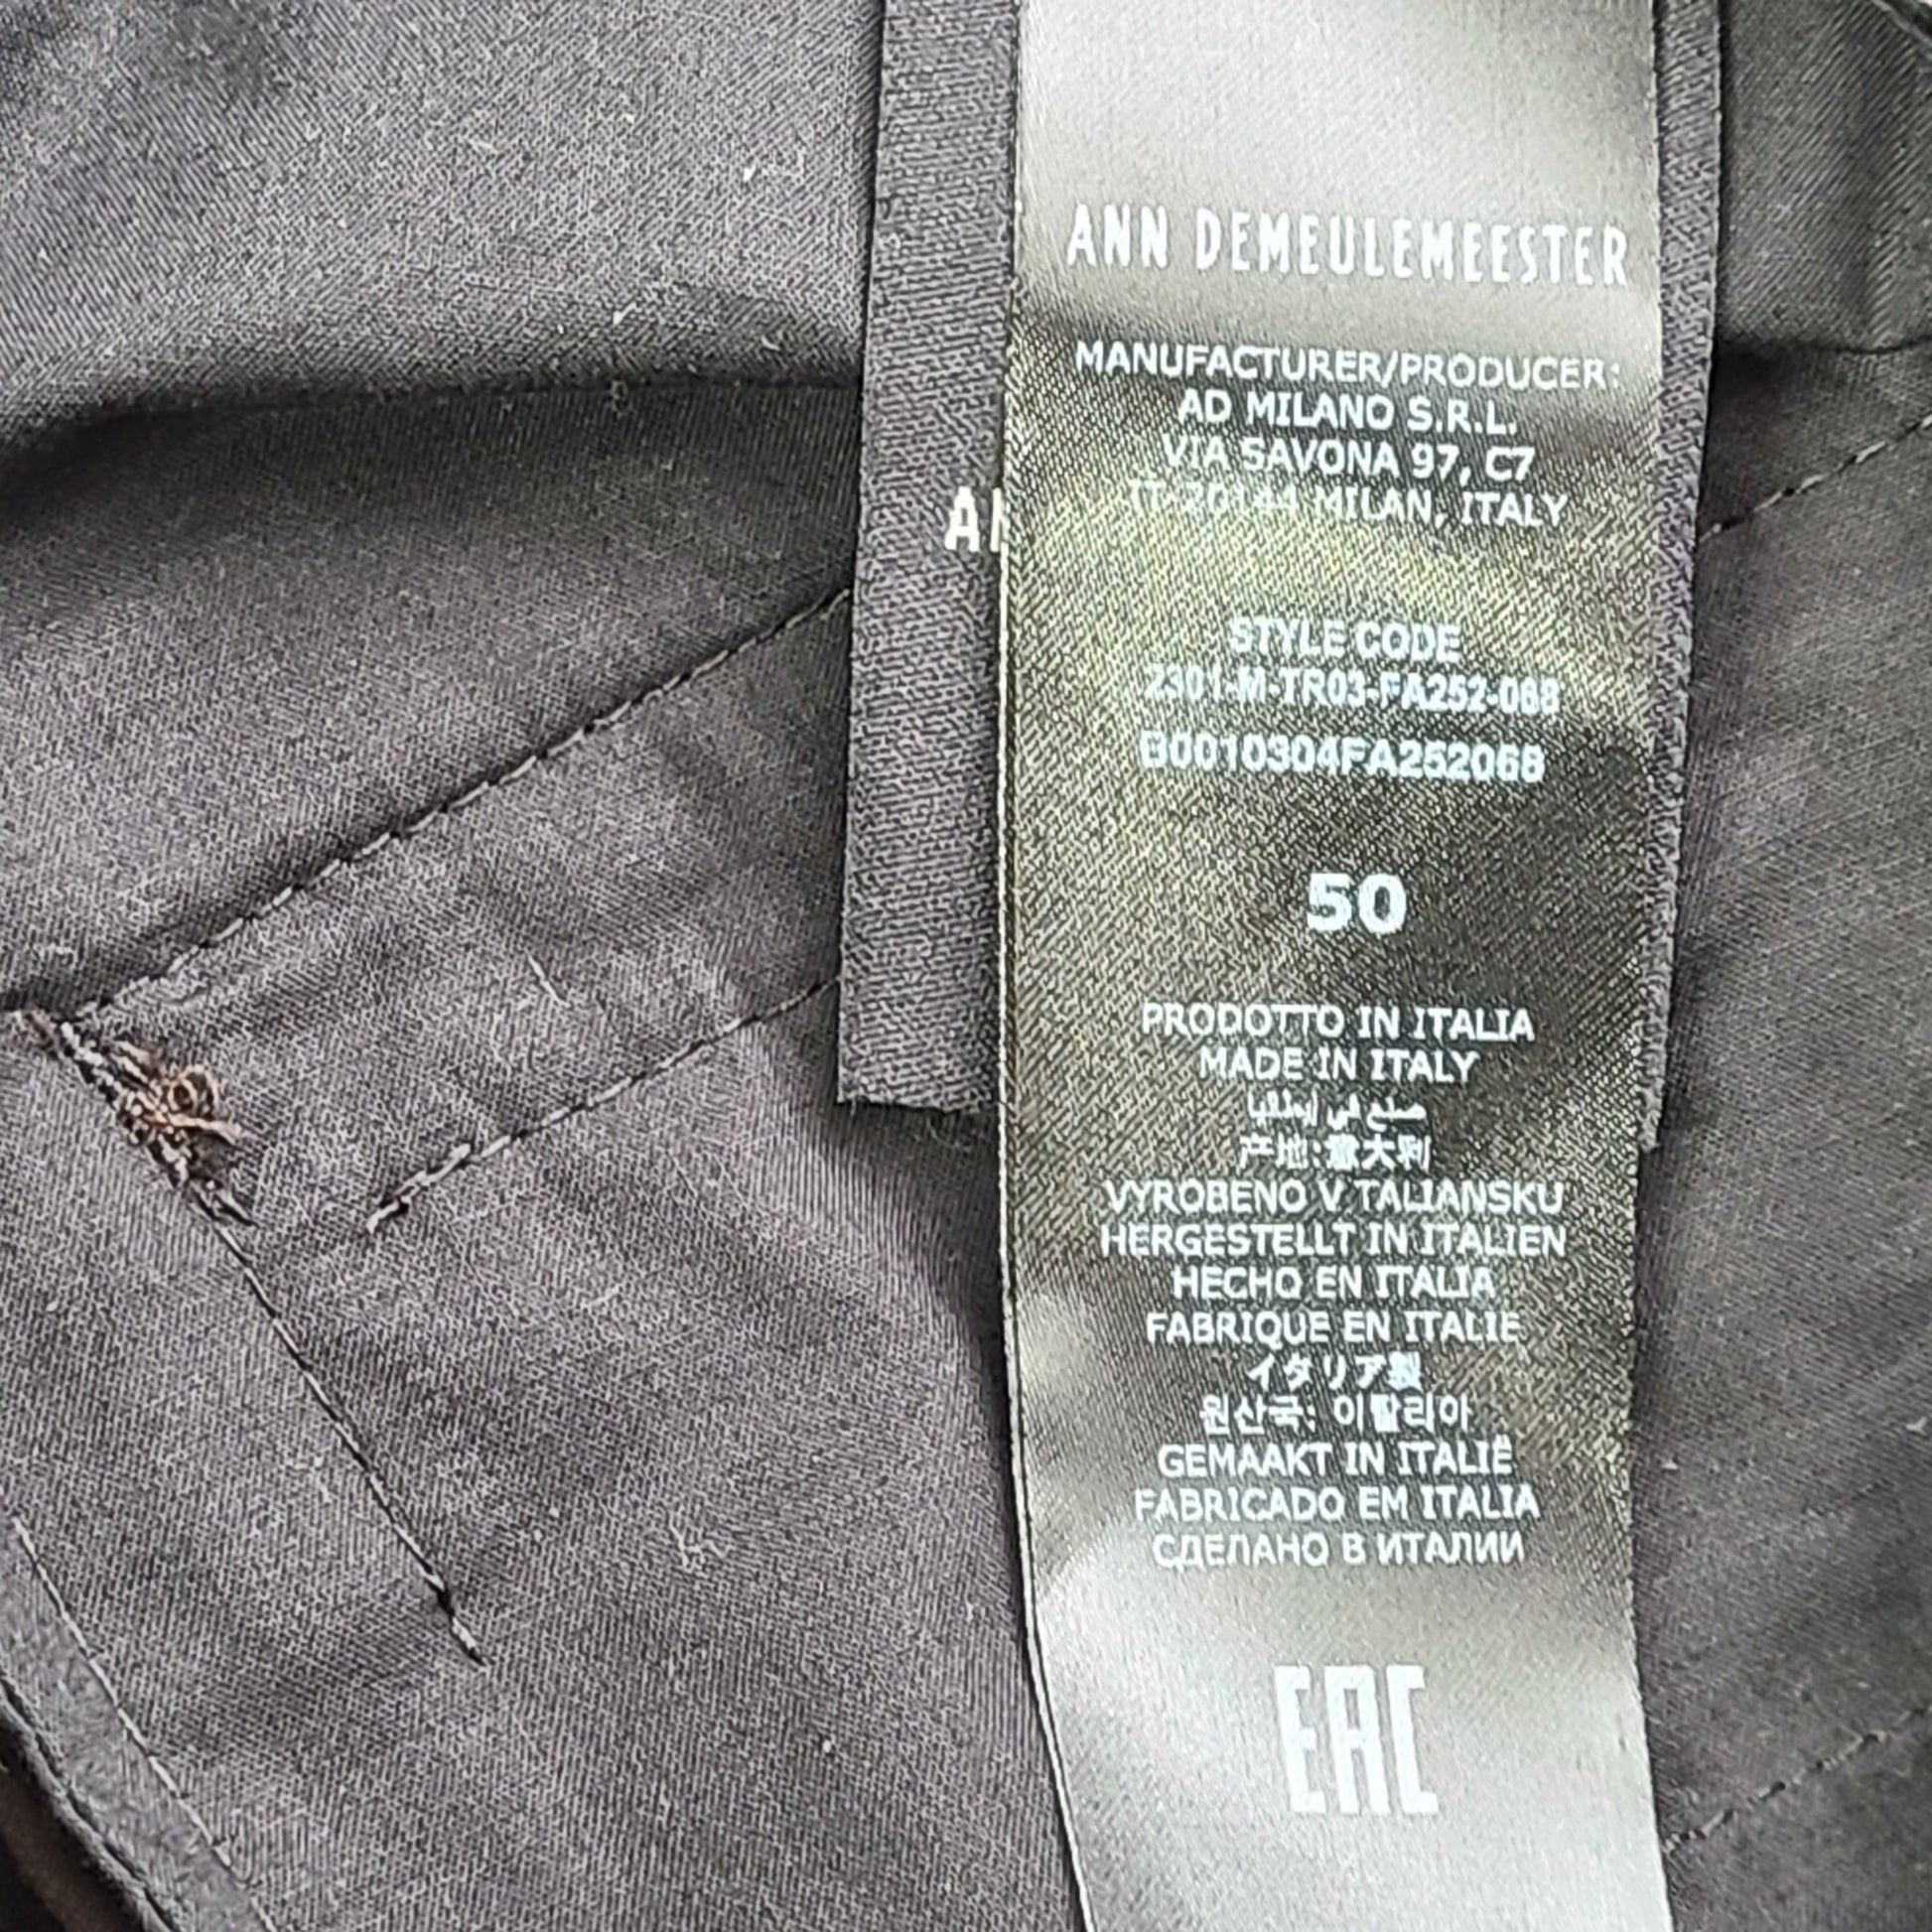 ANN DEMEULEMEESTER
MANUFACTURER/PRODUCER:
AD MILANO S.R.L.
VIA SAVONA 97, C7
IT-20144 MILAN, ITALY
AN
STYLE CODE
2301-M-TR03-FA252-068
B0010304FA252068
50
PRODOTTO IN ITALIA
MADE IN ITALY
صنع في إيطاليا
产地:意大利
VYROBENO V TALIANSKU
HERGESTELLT IN ITALIEN
HECHO EN ITALIA
FABRIQUE EN ITALIE
イタリア製
원산국: 이탈리아
GEMAAKT IN ITALIË
FABRICADO EM ITALIA
СДЕЛАНО В ИТАЛИИ
EAC